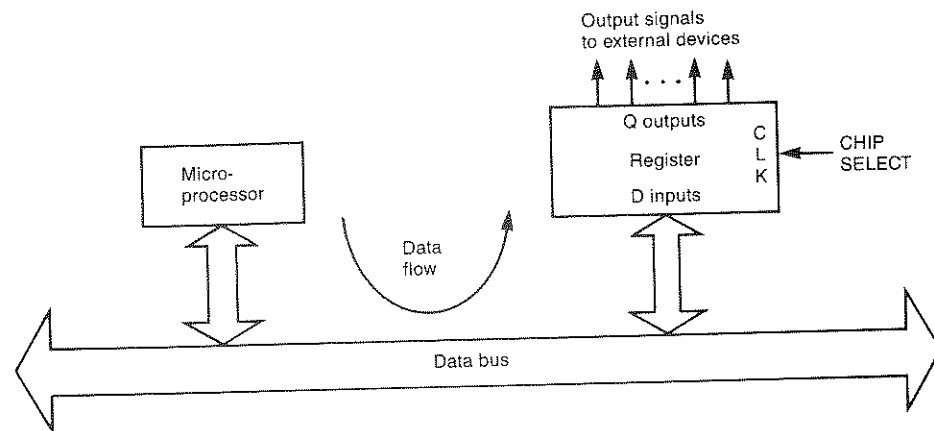 Output signals
to external devices
Q outputs
C
L
K
Register
D inputs
CHIP
SELECT
Micro-
processor
Data
flow
Data bus